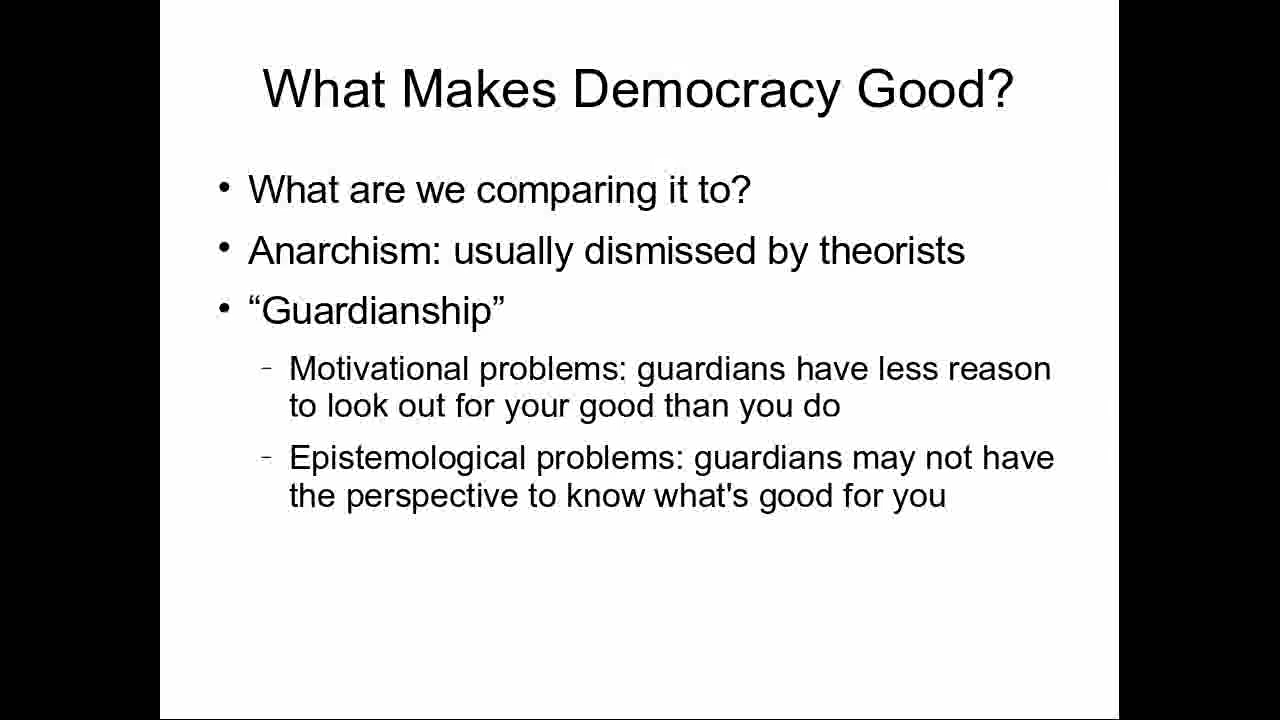 What Makes Democracy Good?
• What are we comparing it to?
• Anarchism: usually dismissed by theorists
• “Guardianship”
– Motivational problems: guardians have less reason
to look out for your good than you do
– Epistemological problems: guardians may not have
the perspective to know what's good for you